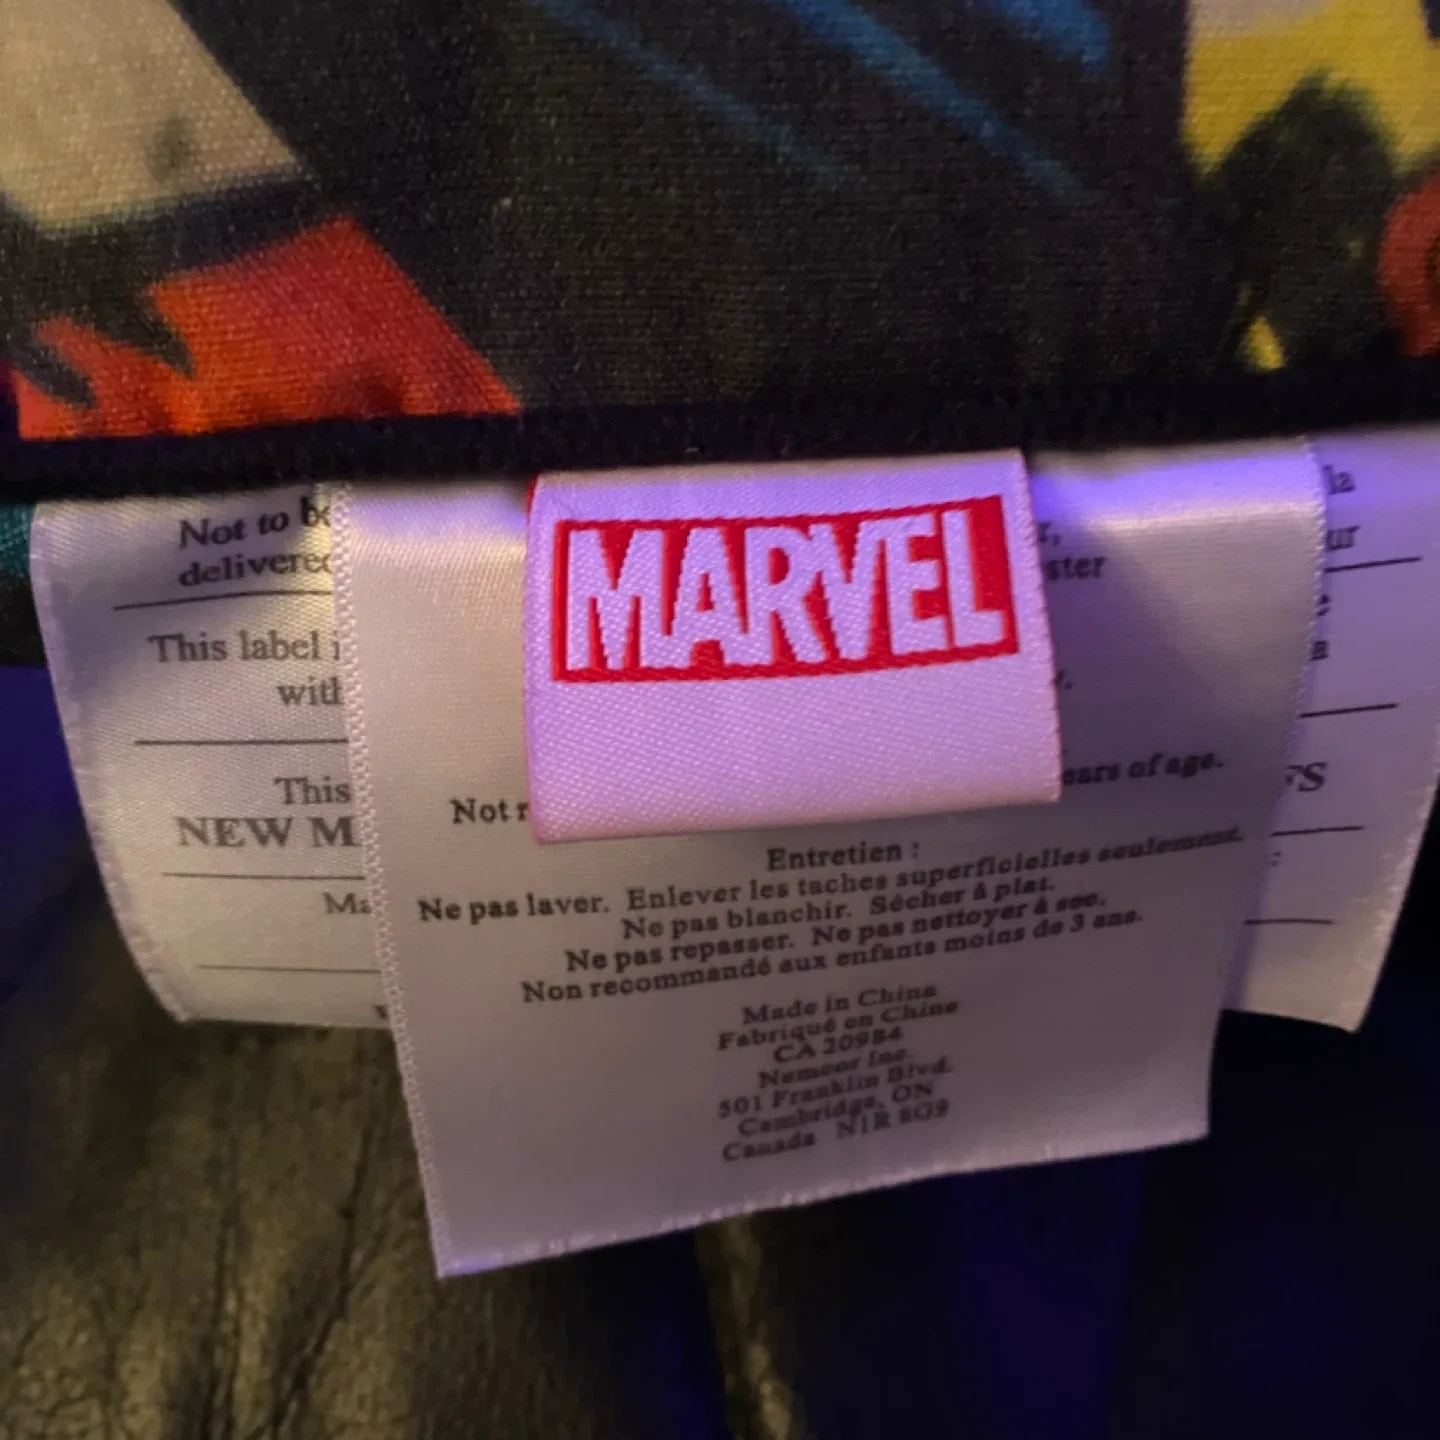 Not to
delivered
This label
with
This
NEW M
MARVEL
ster
Not
ears of age.
Entretien :
Ne pas laver. Enlever les taches superficielles seulement.
Ne pas blanchir. Sécher à plat.
Ne pas repasser. Ne pas nettoyer à sec.
Non recommandé aux enfants moins de 3 ans.
Made in China
Fabriqué en Chine
CA 20984
Nemcor Inc.
501 Franklin Blvd.
Cambridge, ON
Canada N1R 8G9
la
ur